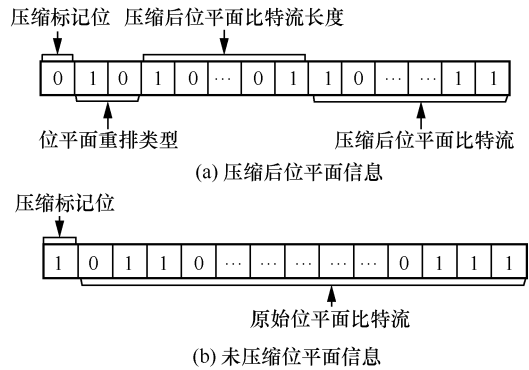 压缩标记位 压缩后位平面比特流长度
0 1 0 1 0 ··· 0 1 1 0 ··· ··· 1 1
位平面重排类型 压缩后位平面比特流
(a) 压缩后位平面信息
压缩标记位
1 0 1 1 0 ··· ··· ··· ··· ··· 0 1 1 1
原始位平面比特流
(b) 未压缩位平面信息